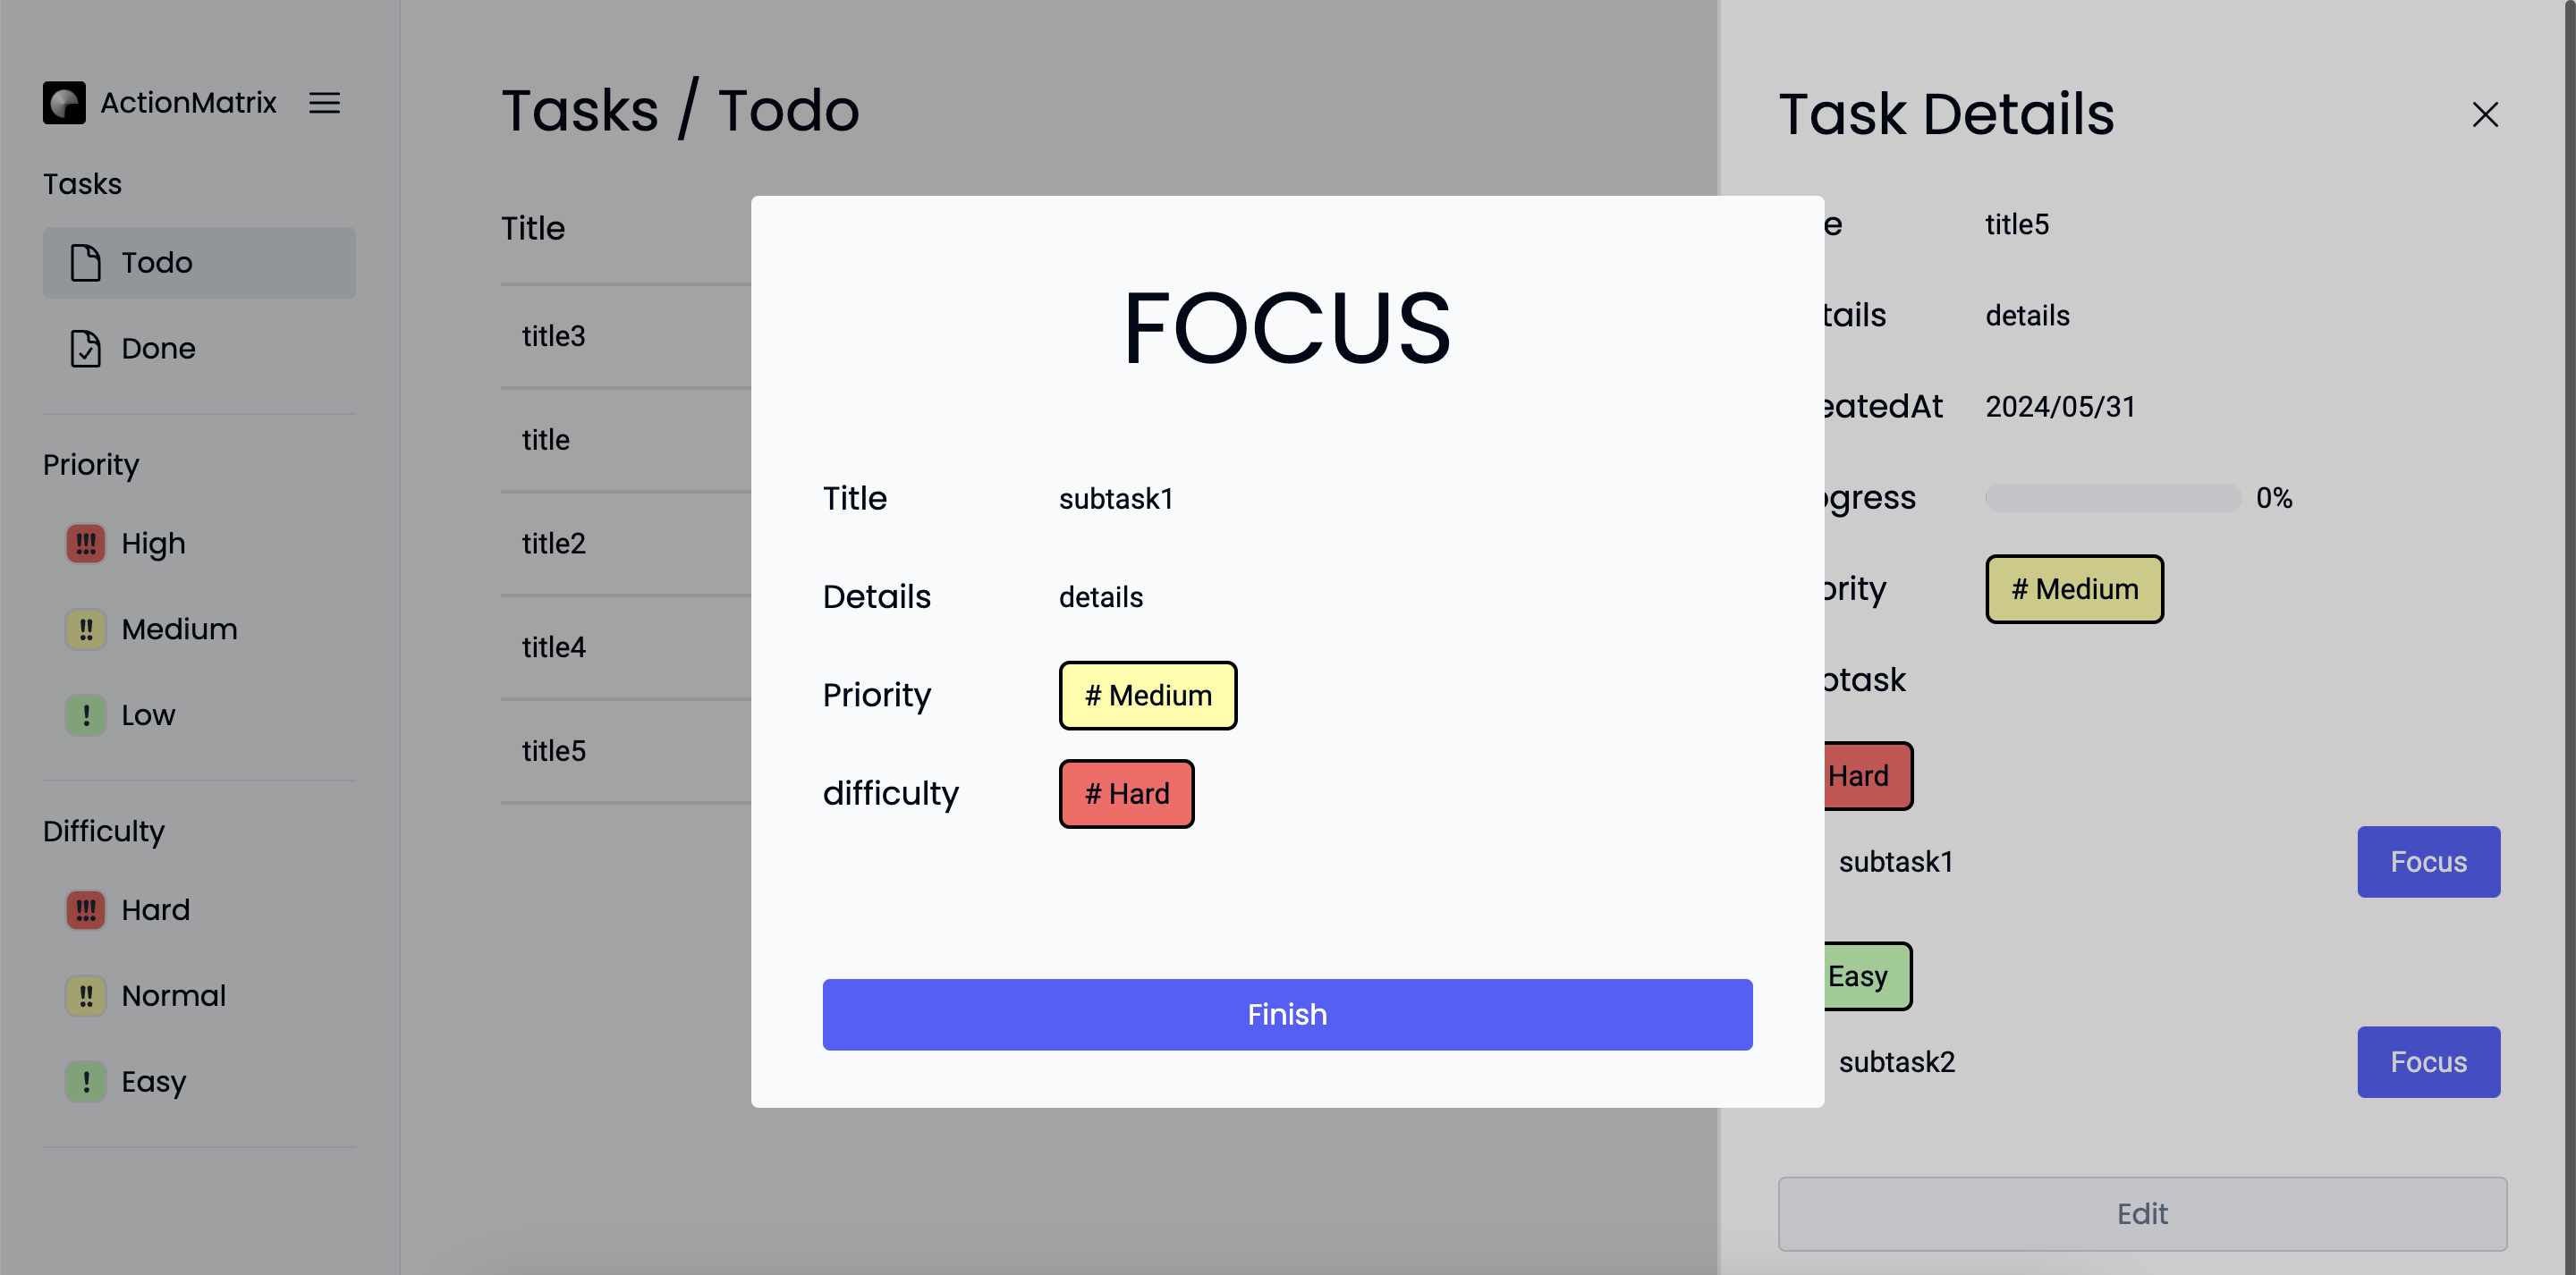 ActionMatrix
Tasks
Todo
Done
Priority
!!! High
!! Medium
! Low
Difficulty
!!! Hard
!! Normal
! Easy
Tasks / Todo
Title
title3
title
title2
title4
title5
FOCUS
Title subtask1
Details details
Priority # Medium
difficulty # Hard
Finish
Task Details
e title5
tails details
eatedAt 2024/05/31
ogress 0%
ority # Medium
btask
Hard
subtask1 Focus
Easy
subtask2 Focus
Edit